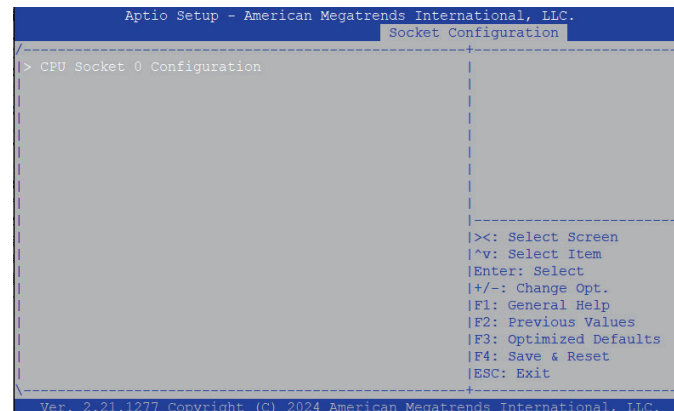 Aptio Setup - American Megatrends International, LLC.
Socket Configuration
> CPU Socket 0 Configuration
><: Select Screen
^v: Select Item
Enter: Select
+/-: Change Opt.
F1: General Help
F2: Previous Values
F3: Optimized Defaults
F4: Save & Reset
ESC: Exit
Ver. 2.21.1277 Copyright (C) 2024 American Megatrends International, LLC.